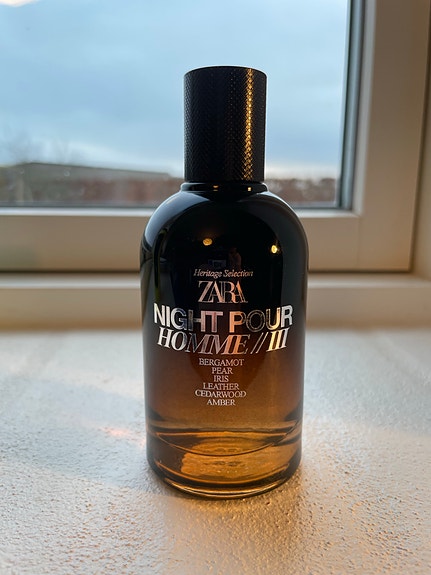 Heritage Selection
ZARA
NIGHT POUR
HOMME // III
BERGAMOT
PEAR
IRIS
LEATHER
CEDARWOOD
AMBER